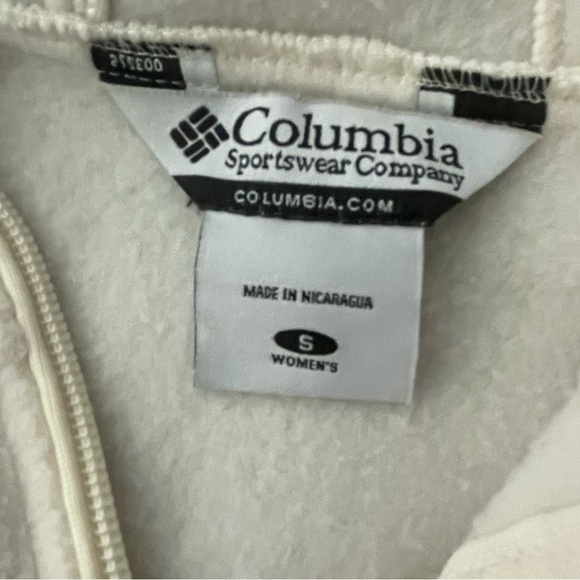 Columbia
Sportswear Company
COLUMBIA.COM
MADE IN NICARAGUA
S
WOMEN'S